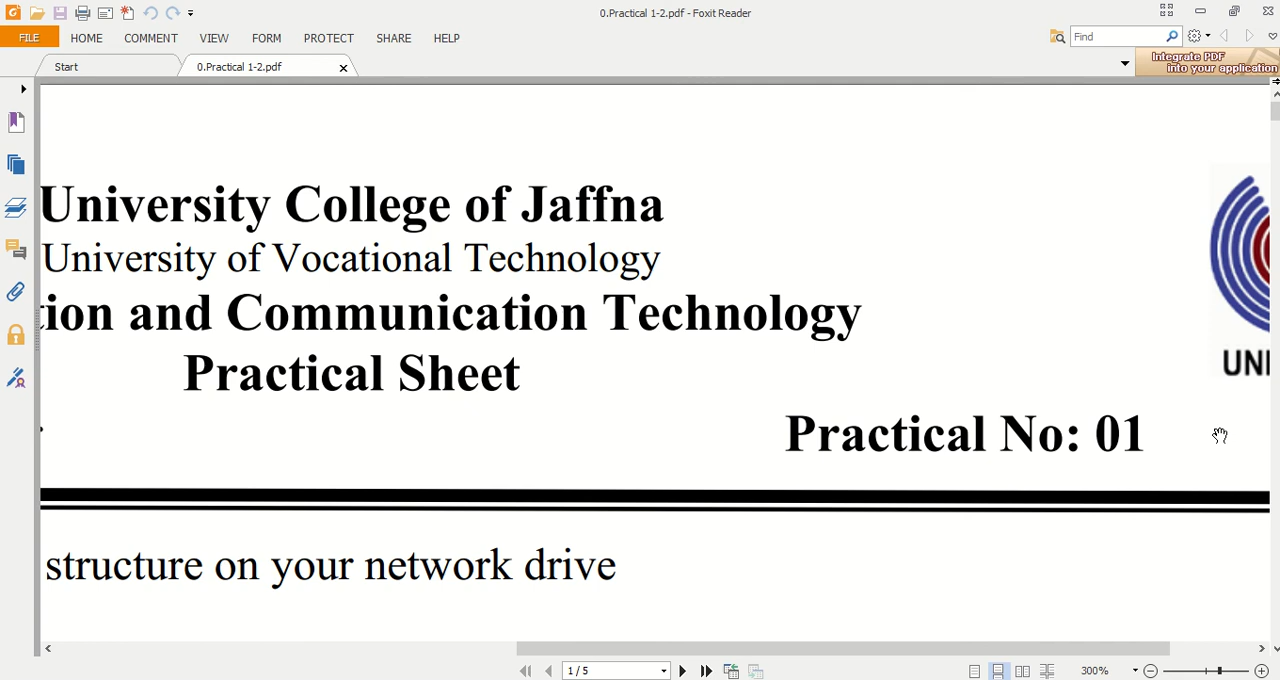 0.Practical 1-2.pdf - Foxit Reader
FILE HOME COMMENT VIEW FORM PROTECT SHARE HELP
Find
Start
0.Practical 1-2.pdf
Integrate PDF
into your application
University College of Jaffna
University of Vocational Technology
tion and Communication Technology
Practical Sheet
Practical No: 01
UNI
structure on your network drive
1 / 5
300%